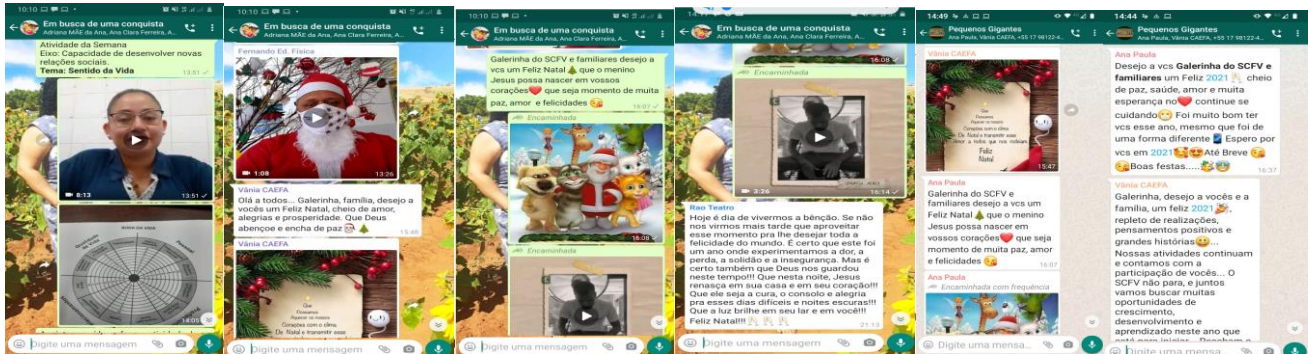 10:10
Em busca de uma conquista
Adriana MÃE da Ana, Ana Clara Ferreira, A...
Atividade da Semana
Eixo: Capacidade de desenvolver novas
relações sociais.
Tema: Sentido da Vida
13:51
8:13
13:51
14:05
Digite uma mensagem
10:10
Em busca de uma conquista
Adriana MÃE da Ana, Ana Clara Ferreira, A...
Fernando Ed. Física
1:08
13:26
Vânia CAEFA
Olá a todos... Galerinha, família, desejo a
vocês um Feliz Natal, cheio de amor,
alegrias e prosperidade. Que Deus
abençoe e encha de paz🎅🎄
15:46
Vânia CAEFA
Digite uma mensagem
10:10
Em busca de uma conquista
Adriana MÃE da Ana, Ana Clara Ferreira, A...
Galerinha do SCFV e familiares desejo a
vcs um Feliz Natal🎄 que o menino
Jesus possa nascer em vossos
corações❤️ que seja momento de muita
paz, amor e felicidades😘
16:07
Encaminhada
16:08
Encaminhada
Digite uma mensagem
Em busca de uma conquista
Adriana MÃE da Ana, Ana Clara Ferreira, A...
16:08
Encaminhada
3:26
16:14
Rao Teatro
Hoje é dia de vivermos a bênção. Se não
nos virmos mais tarde que aproveitar
esse momento pra lhe desejar toda a
felicidade do mundo. É certo que este foi
um ano onde experimentamos a dor, a
perda, a solidão e a insegurança. Mas é
certo também que Deus nos guardou
neste tempo!!! Que nesta noite, Jesus
renasça em sua casa e em seu coração!!!
Que ele seja a cura, o consolo e alegria
pra esses dias difíceis e noites escuras!!!
Que a luz brilhe em seu lar e em você!!!
Feliz Natal!!!
21:13
Digite uma mensagem
14:49
Pequenos Gigantes
Ana Paula, Vânia CAEFA, +55 17 98122-4...
Vânia CAEFA
Feliz
Natal
15:47
Ana Paula
Galerinha do SCFV e
familiares desejo a vcs um
Feliz Natal🎄 que o menino
Jesus possa nascer em
vossos corações❤️ que seja
momento de muita paz, amor
e felicidades😘
16:07
Ana Paula
Encaminhada com frequência
Digite uma mensa...
14:44
Pequenos Gigantes
Ana Paula, Vânia CAEFA, +55 17 98122-4...
Ana Paula
Desejo a vcs Galerinha do SCFV e
familiares um Feliz 2021🥂 cheio
de paz, saúde, amor e muita
esperança no❤️ continue se
cuidando😷 Foi muito bom ter
vcs esse ano, mesmo que foi de
uma forma diferente📱 Espero por
vcs em 2021🥰😍Até Breve😘
😘Boas festas.....
16:37
Vânia CAEFA
Galerinha, desejo a vocês e a
família, um feliz 2021🎉,
repleto de realizações,
pensamentos positivos e
grandes histórias😃...
Nossas atividades continuam
e contamos com a
participação de vocês... O
SCFV não para, e juntos
vamos buscar muitas
oportunidades de
crescimento,
desenvolvimento e
aprendizado neste ano que
Digite uma mensagem